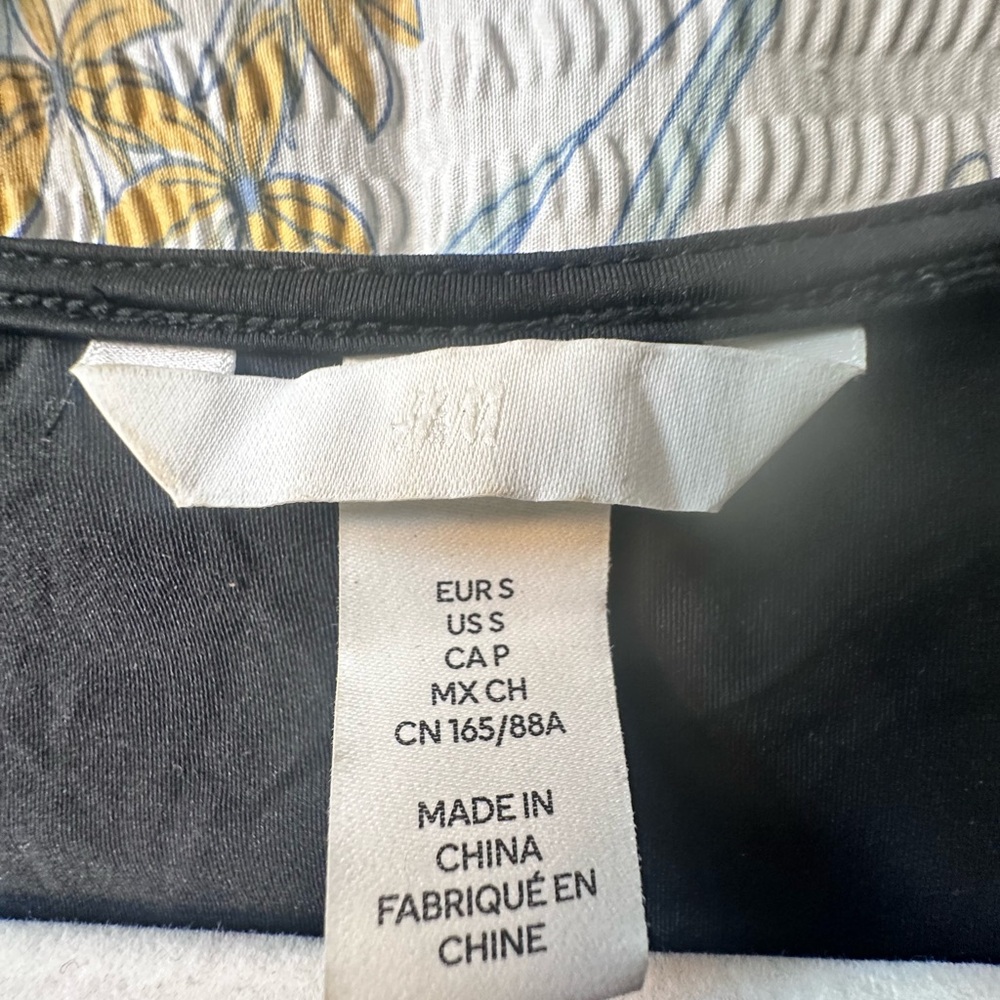 H&M
EUR S
US S
CA P
MX CH
CN 165/88A
MADE IN
CHINA
FABRIQUÉ EN
CHINE